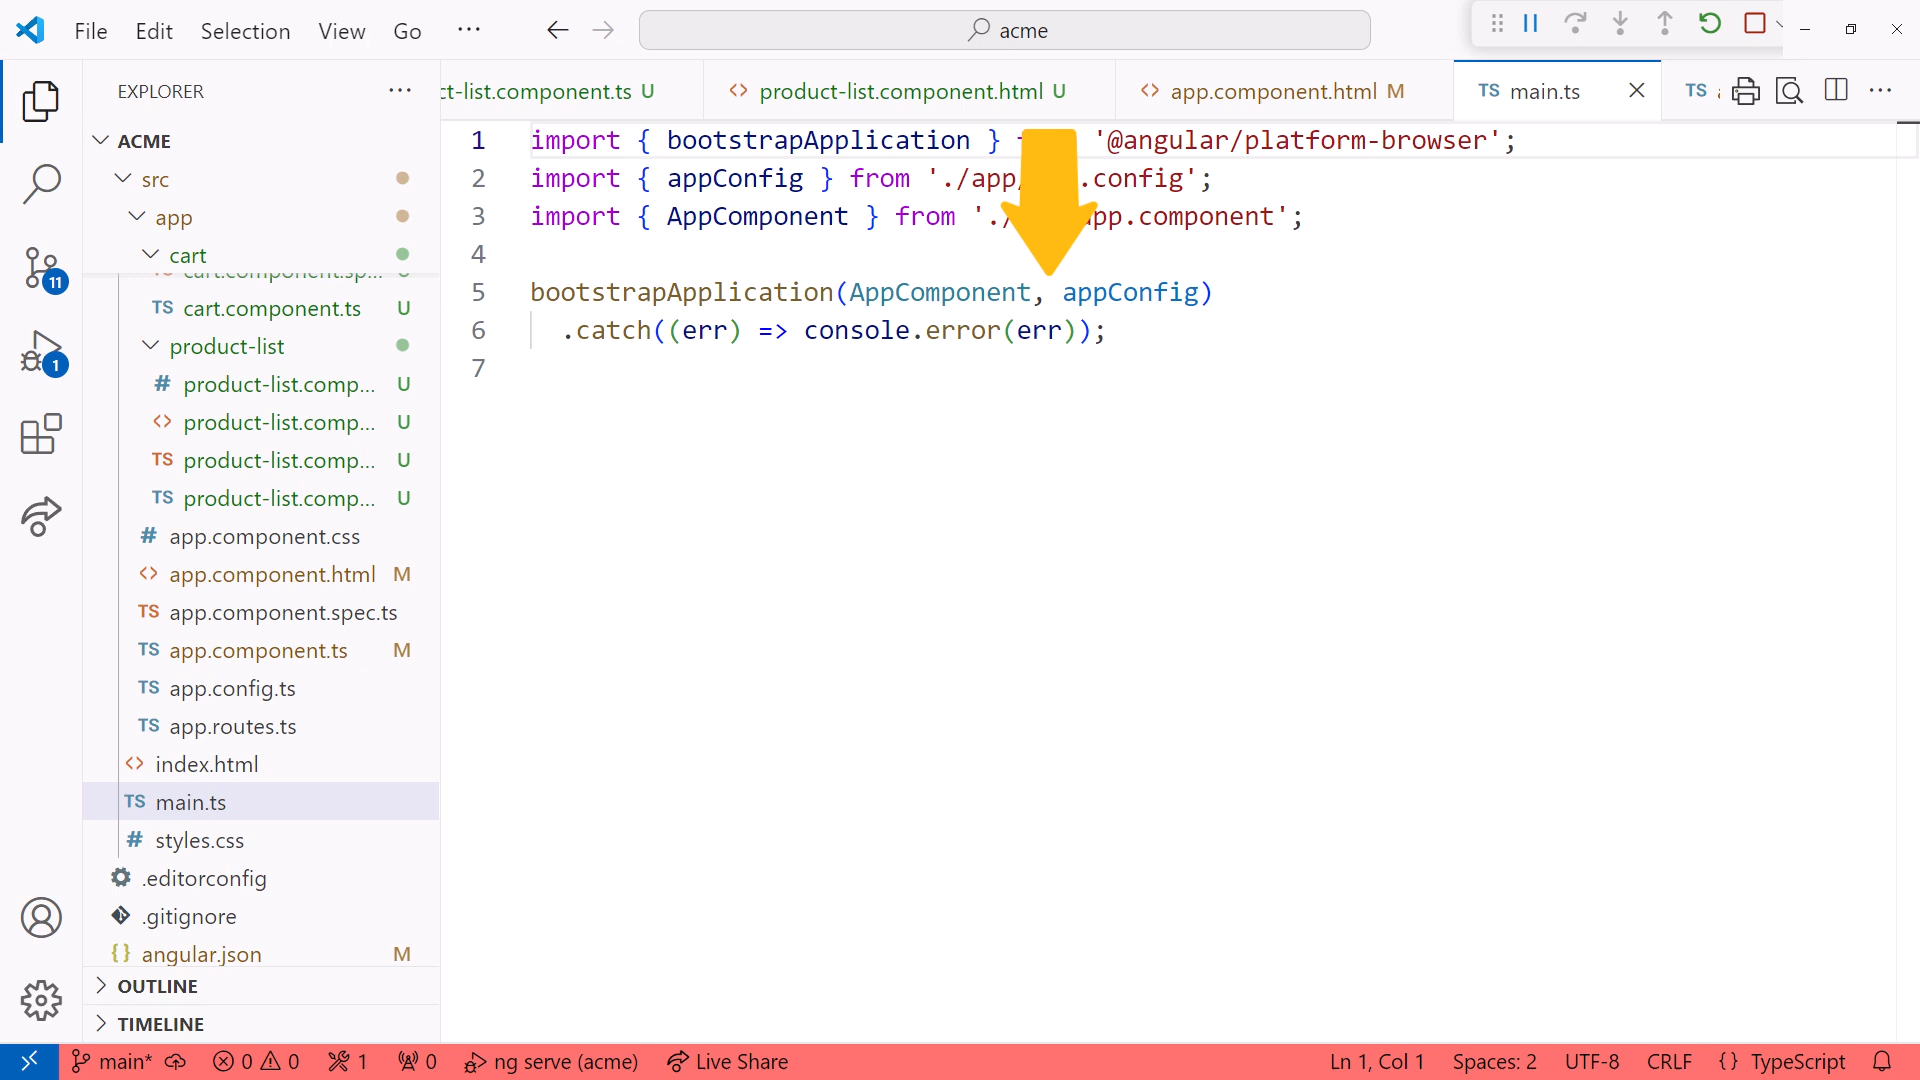 File Edit Selection View Go ···
acme
EXPLORER ···
ct-list.component.ts U
product-list.component.html U
app.component.html M
TS main.ts
TS
ACME
src
app
cart
TS cart.component.ts U
product-list
# product-list.comp... U
<> product-list.comp... U
TS product-list.comp... U
TS product-list.comp... U
# app.component.css
<> app.component.html M
TS app.component.spec.ts
TS app.component.ts M
TS app.config.ts
TS app.routes.ts
<> index.html
TS main.ts
# styles.css
.editorconfig
.gitignore
{} angular.json M
OUTLINE
TIMELINE
11
1
1 import { bootstrapApplication } '@angular/platform-browser';
2 import { appConfig } from './app/ .config';
3 import { AppComponent } from './ app.component';
4
5 bootstrapApplication(AppComponent, appConfig)
6 .catch((err) => console.error(err));
7
main* 0 0 1 0 ng serve (acme) Live Share
Ln 1, Col 1 Spaces: 2 UTF-8 CRLF {} TypeScript